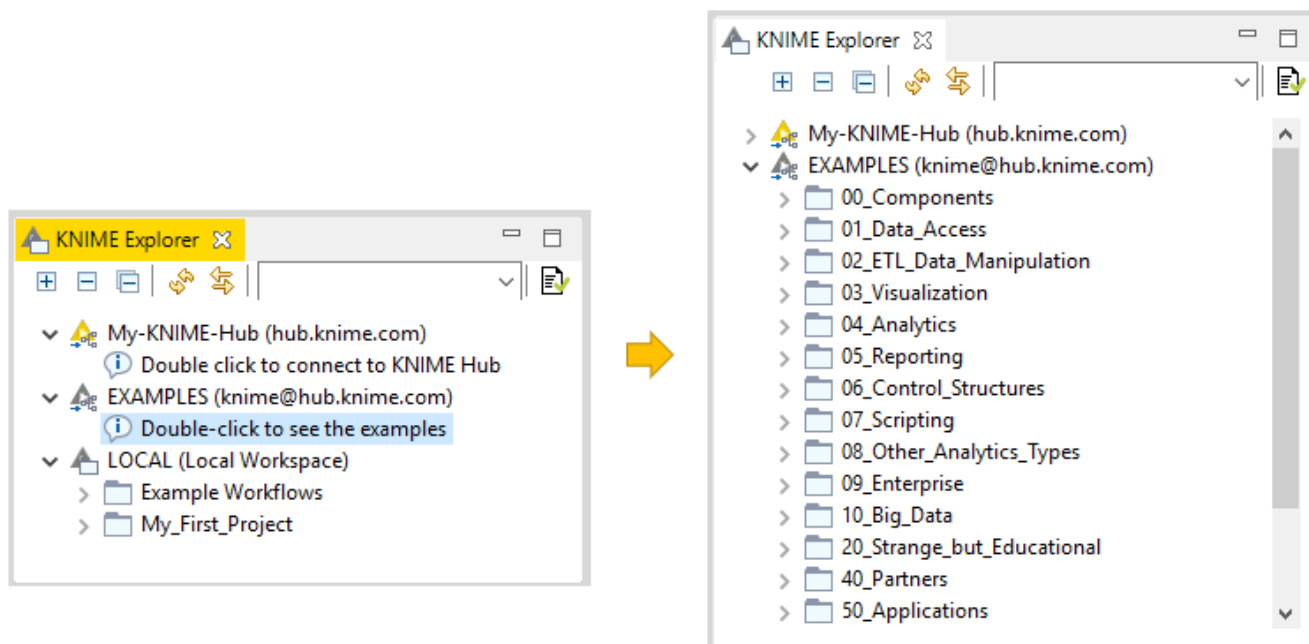 KNIME Explorer
My-KNIME-Hub (hub.knime.com)
Double click to connect to KNIME Hub
EXAMPLES (knime@hub.knime.com)
Double-click to see the examples
LOCAL (Local Workspace)
Example Workflows
My_First_Project
KNIME Explorer
My-KNIME-Hub (hub.knime.com)
EXAMPLES (knime@hub.knime.com)
00_Components
01_Data_Access
02_ETL_Data_Manipulation
03_Visualization
04_Analytics
05_Reporting
06_Control_Structures
07_Scripting
08_Other_Analytics_Types
09_Enterprise
10_Big_Data
20_Strange_but_Educational
40_Partners
50_Applications